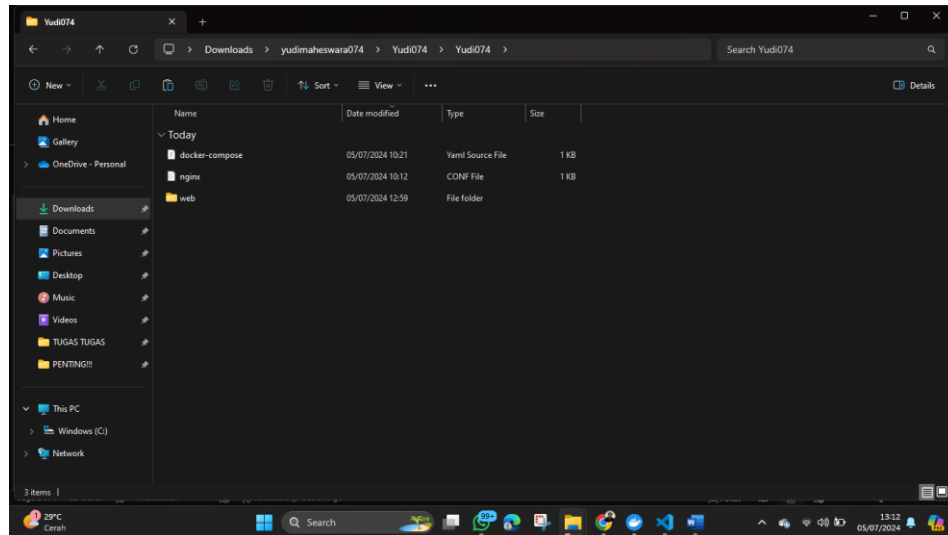 Yudi074
Downloads > yudimaheswara074 > Yudi074 > Yudi074 >
Search Yudi074
New
Sort
View
Details
Name Date modified Type Size
Today
docker-compose 05/07/2024 10:21 Yaml Source File 1 KB
nginx 05/07/2024 10:12 CONF File 1 KB
web 05/07/2024 12:59 File folder
Home
Gallery
OneDrive - Personal
Downloads
Documents
Pictures
Desktop
Music
Videos
TUGAS TUGAS
PENTING!!!
This PC
Windows (C:)
Network
3 items
1
29°C
Cerah
Search
99+
13:12
05/07/2024